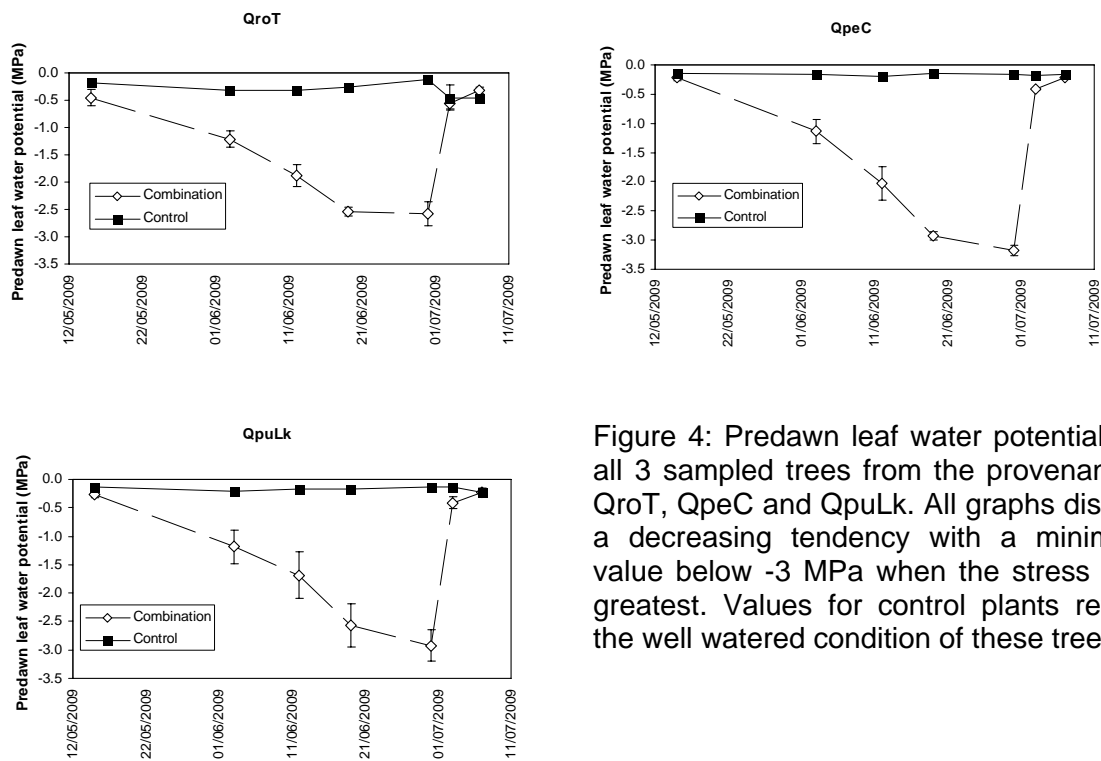 QroT
Predawn leaf water potential (MPa)
0.0
-0.5
-1.0
-1.5
-2.0
-2.5
-3.0
-3.5
Combination
Control
12/05/2009
22/05/2009
01/06/2009
11/06/2009
21/06/2009
01/07/2009
11/07/2009
QpeC
Predawn leaf water potential (MPa)
0.0
-0.5
-1.0
-1.5
-2.0
-2.5
-3.0
-3.5
Combination
Control
12/05/2009
22/05/2009
01/06/2009
11/06/2009
21/06/2009
01/07/2009
11/07/2009
QpuLk
Predawn leaf water potential (MPa)
0.0
-0.5
-1.0
-1.5
-2.0
-2.5
-3.0
-3.5
Combination
Control
12/05/2009
22/05/2009
01/06/2009
11/06/2009
21/06/2009
01/07/2009
11/07/2009
Figure 4: Predawn leaf water potential
all 3 sampled trees from the provenar
QroT, QpeC and QpuLk. All graphs dis
a decreasing tendency with a minin
value below -3 MPa when the stress
greatest. Values for control plants re
the well watered condition of these tree